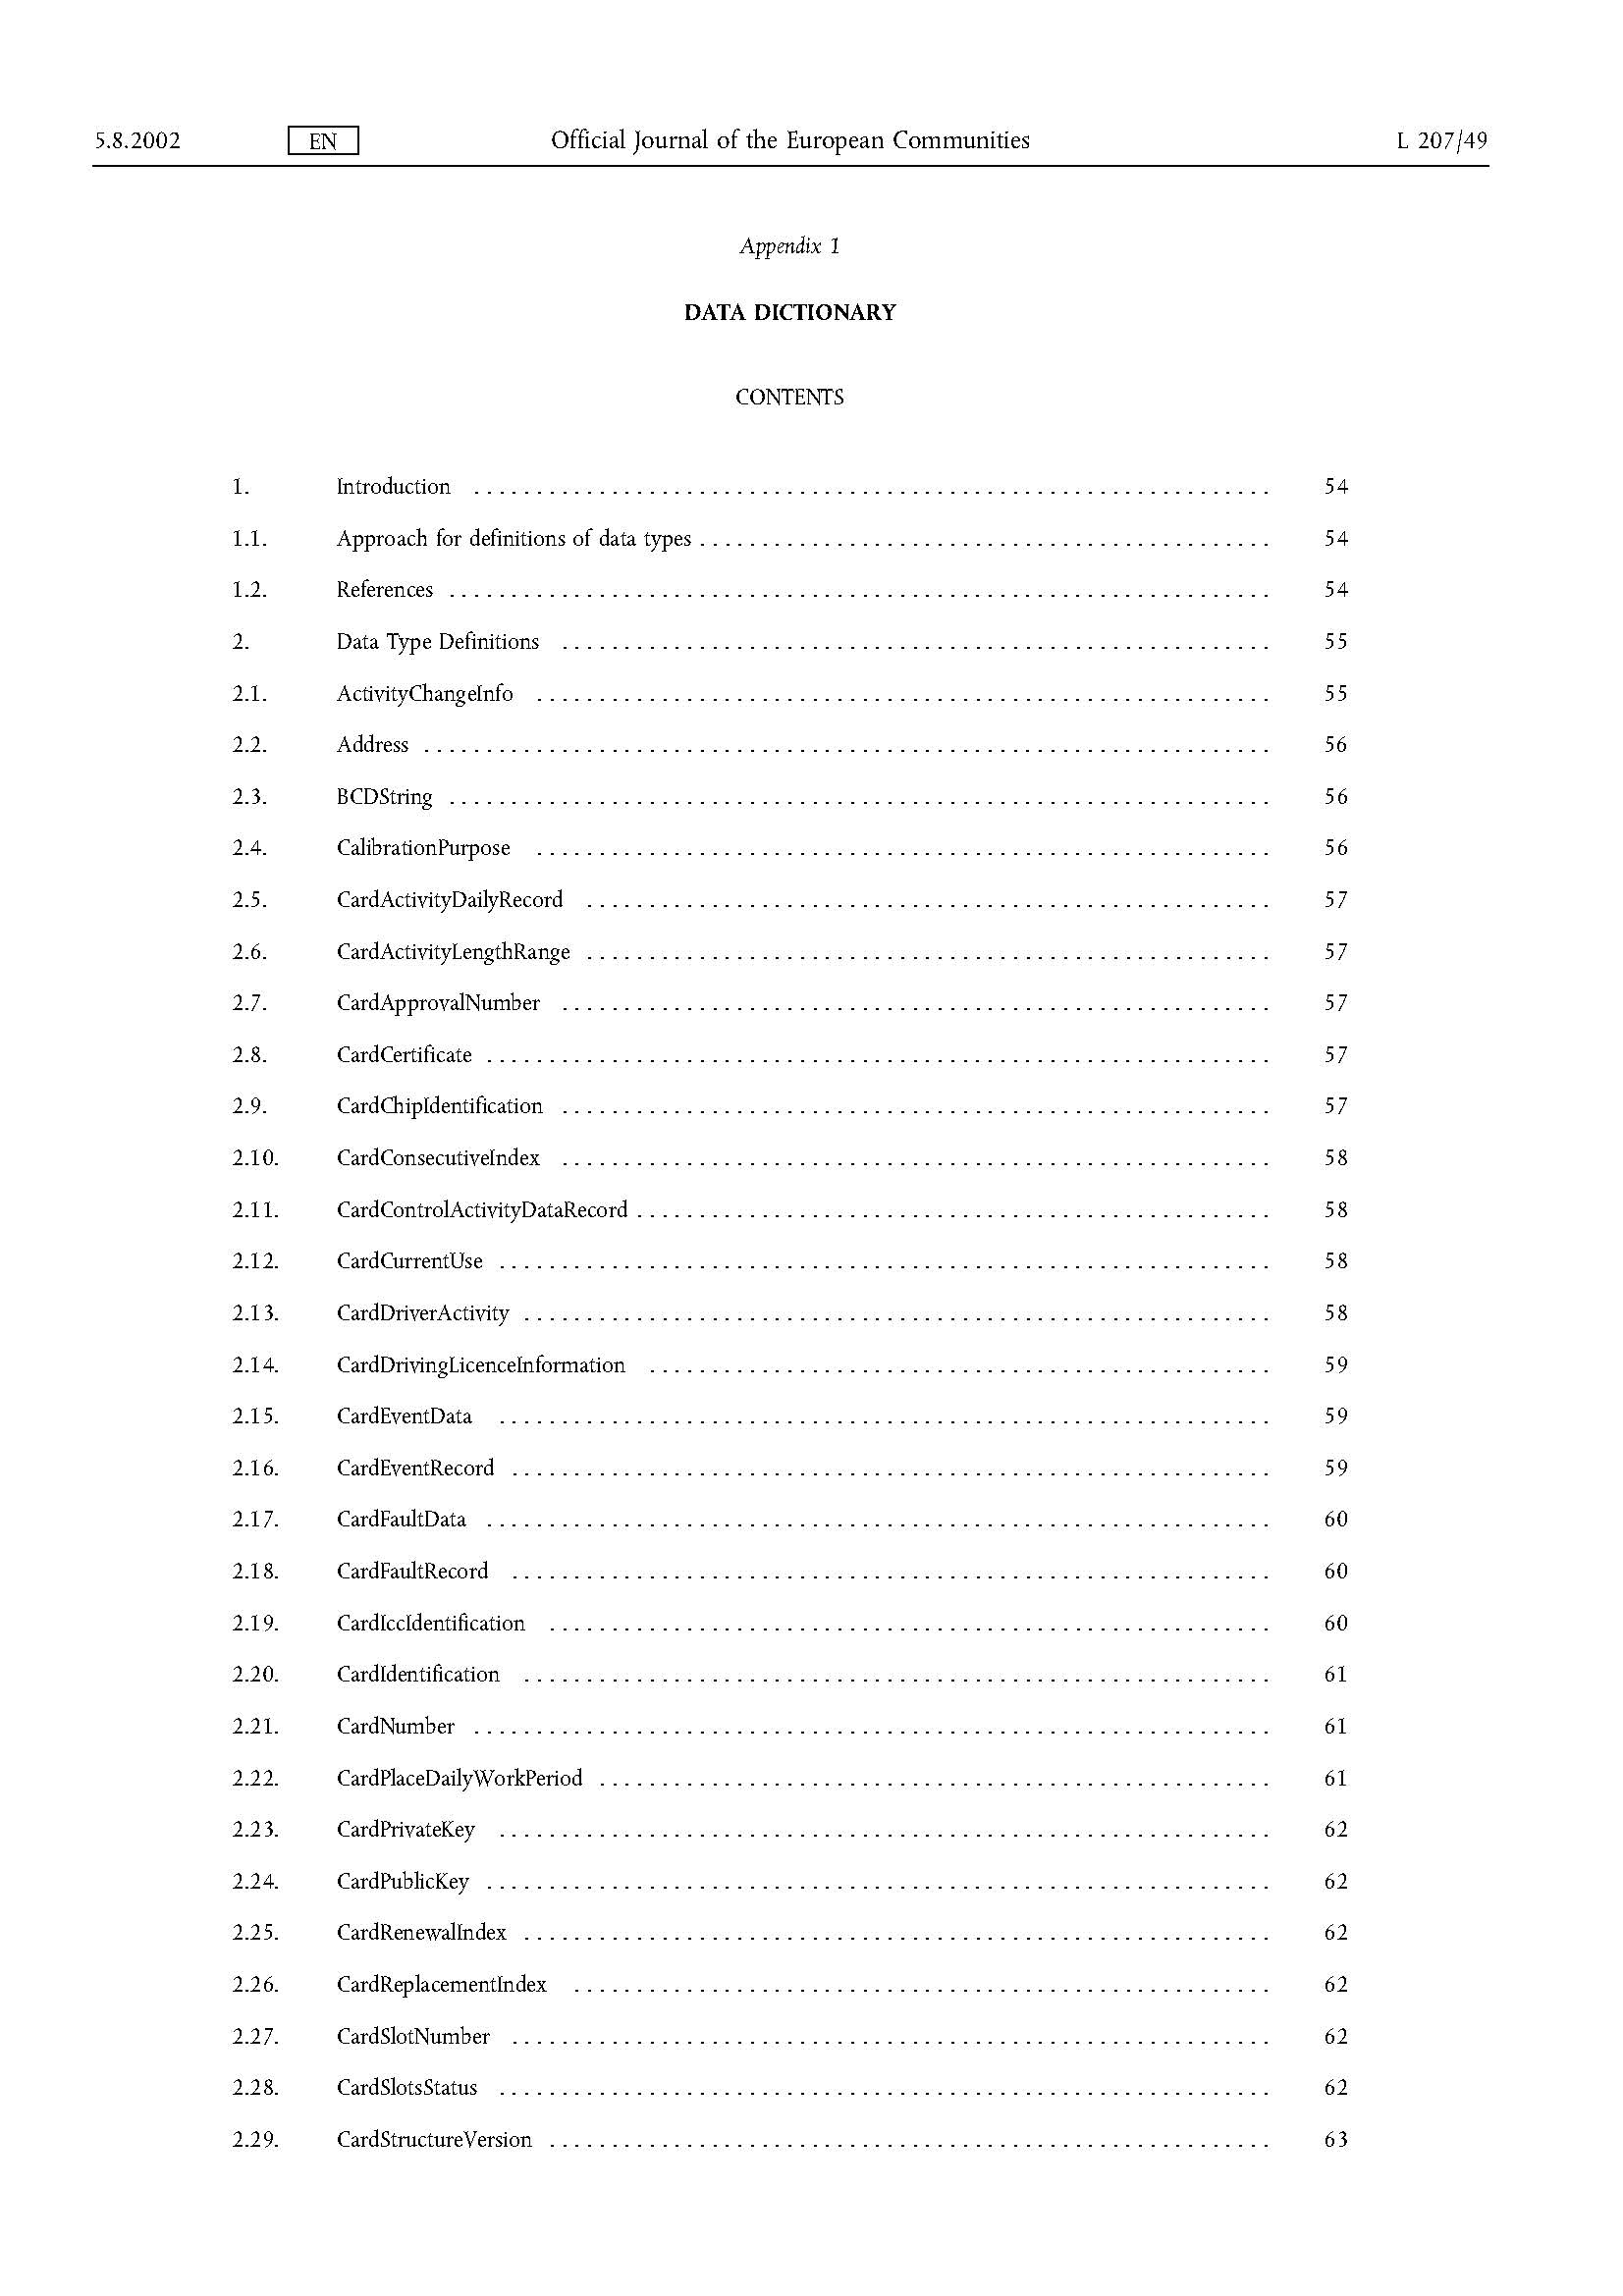 5.8.2002 EN Official Journal of the European Communities L 207/49
Appendix 1
DATA DICTIONARY
CONTENTS
1. Introduction . . . . . . . . . . . . . . . . . . . . 54
1.1. Approach for definitions of data types . . . . . . . . . . . . . . . . . . . . 54
1.2. References . . . . . . . . . . . . . . . . . . . . 54
2. Data Type Definitions . . . . . . . . . . . . . . . . . . . . 55
2.1. ActivityChangeInfo . . . . . . . . . . . . . . . . . . . . 55
2.2. Address . . . . . . . . . . . . . . . . . . . . 56
2.3. BCDString . . . . . . . . . . . . . . . . . . . . 56
2.4. CalibrationPurpose . . . . . . . . . . . . . . . . . . . . 56
2.5. CardActivityDailyRecord . . . . . . . . . . . . . . . . . . . . 57
2.6. CardActivityLengthRange . . . . . . . . . . . . . . . . . . . . 57
2.7. CardApprovalNumber . . . . . . . . . . . . . . . . . . . . 57
2.8. CardCertificate . . . . . . . . . . . . . . . . . . . . 57
2.9. CardChipIdentification . . . . . . . . . . . . . . . . . . . . 57
2.10. CardConsecutiveIndex . . . . . . . . . . . . . . . . . . . . 58
2.11. CardControlActivityDataRecord . . . . . . . . . . . . . . . . . . . . 58
2.12. CardCurrentUse . . . . . . . . . . . . . . . . . . . . 58
2.13. CardDriverActivity . . . . . . . . . . . . . . . . . . . . 58
2.14. CardDrivingLicenceInformation . . . . . . . . . . . . . . . . . . . . 59
2.15. CardEventData . . . . . . . . . . . . . . . . . . . . 59
2.16. CardEventRecord . . . . . . . . . . . . . . . . . . . . 59
2.17. CardFaultData . . . . . . . . . . . . . . . . . . . . 60
2.18. CardFaultRecord . . . . . . . . . . . . . . . . . . . . 60
2.19. CardIccIdentification . . . . . . . . . . . . . . . . . . . . 60
2.20. CardIdentification . . . . . . . . . . . . . . . . . . . . 61
2.21. CardNumber . . . . . . . . . . . . . . . . . . . . 61
2.22. CardPlaceDailyWorkPeriod . . . . . . . . . . . . . . . . . . . . 61
2.23. CardPrivateKey . . . . . . . . . . . . . . . . . . . . 62
2.24. CardPublicKey . . . . . . . . . . . . . . . . . . . . 62
2.25. CardRenewalIndex . . . . . . . . . . . . . . . . . . . . 62
2.26. CardReplacementIndex . . . . . . . . . . . . . . . . . . . . 62
2.27. CardSlotNumber . . . . . . . . . . . . . . . . . . . . 62
2.28. CardSlotsStatus . . . . . . . . . . . . . . . . . . . . 62
2.29. CardStructureVersion . . . . . . . . . . . . . . . . . . . . 63